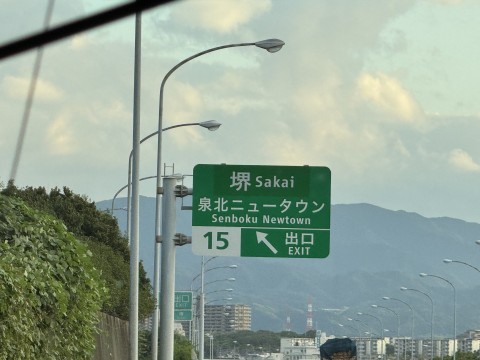 堺 Sakai
泉北ニュータウン
Senboku Newtown
15 出口
EXIT